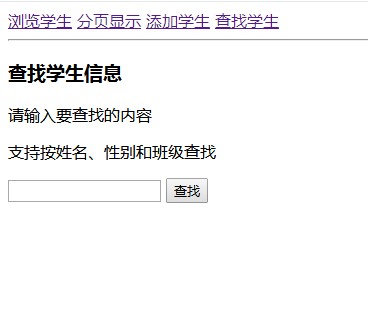 浏览学生 分页显示 添加学生 查找学生
查找学生信息
请输入要查找的内容
支持按姓名、性别和班级查找
查找